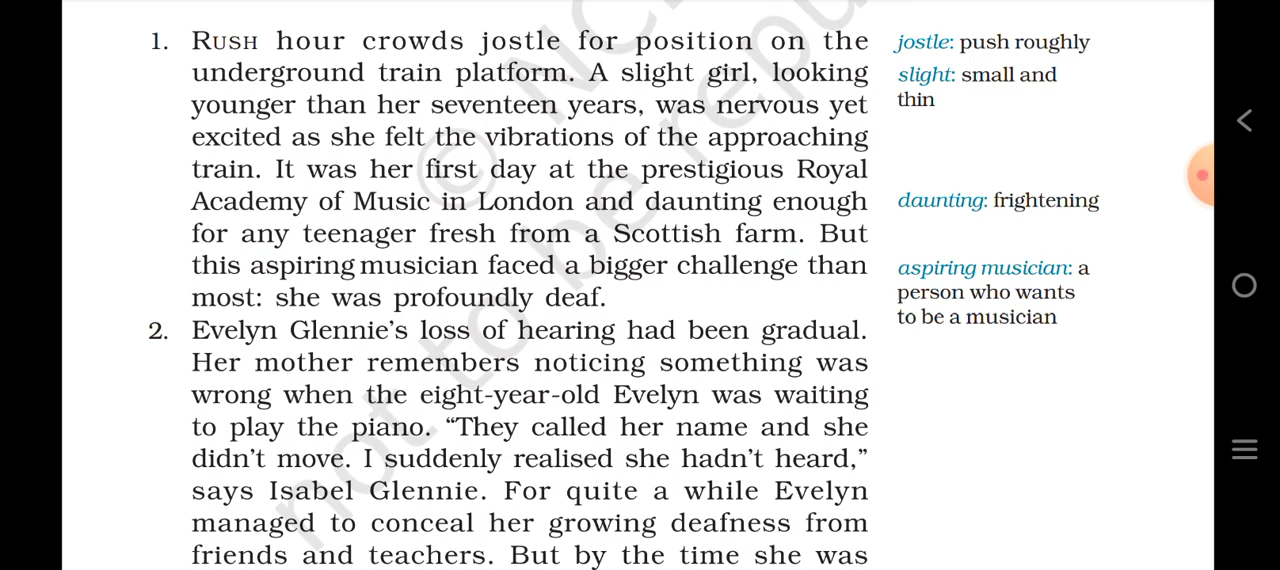 1. RUSH hour crowds jostle for position on the
underground train platform. A slight girl, looking
younger than her seventeen years, was nervous yet
excited as she felt the vibrations of the approaching
train. It was her first day at the prestigious Royal
Academy of Music in London and daunting enough
for any teenager fresh from a Scottish farm. But
this aspiring musician faced a bigger challenge than
most: she was profoundly deaf.
2. Evelyn Glennie's loss of hearing had been gradual.
Her mother remembers noticing something was
wrong when the eight-year-old Evelyn was waiting
to play the piano. “They called her name and she
didn't move. I suddenly realised she hadn't heard,”
says Isabel Glennie. For quite a while Evelyn
managed to conceal her growing deafness from
friends and teachers. But by the time she was
jostle: push roughly
slight: small and
thin
daunting: frightening
aspiring musician: a
person who wants
to be a musician
© NC
not to be repu